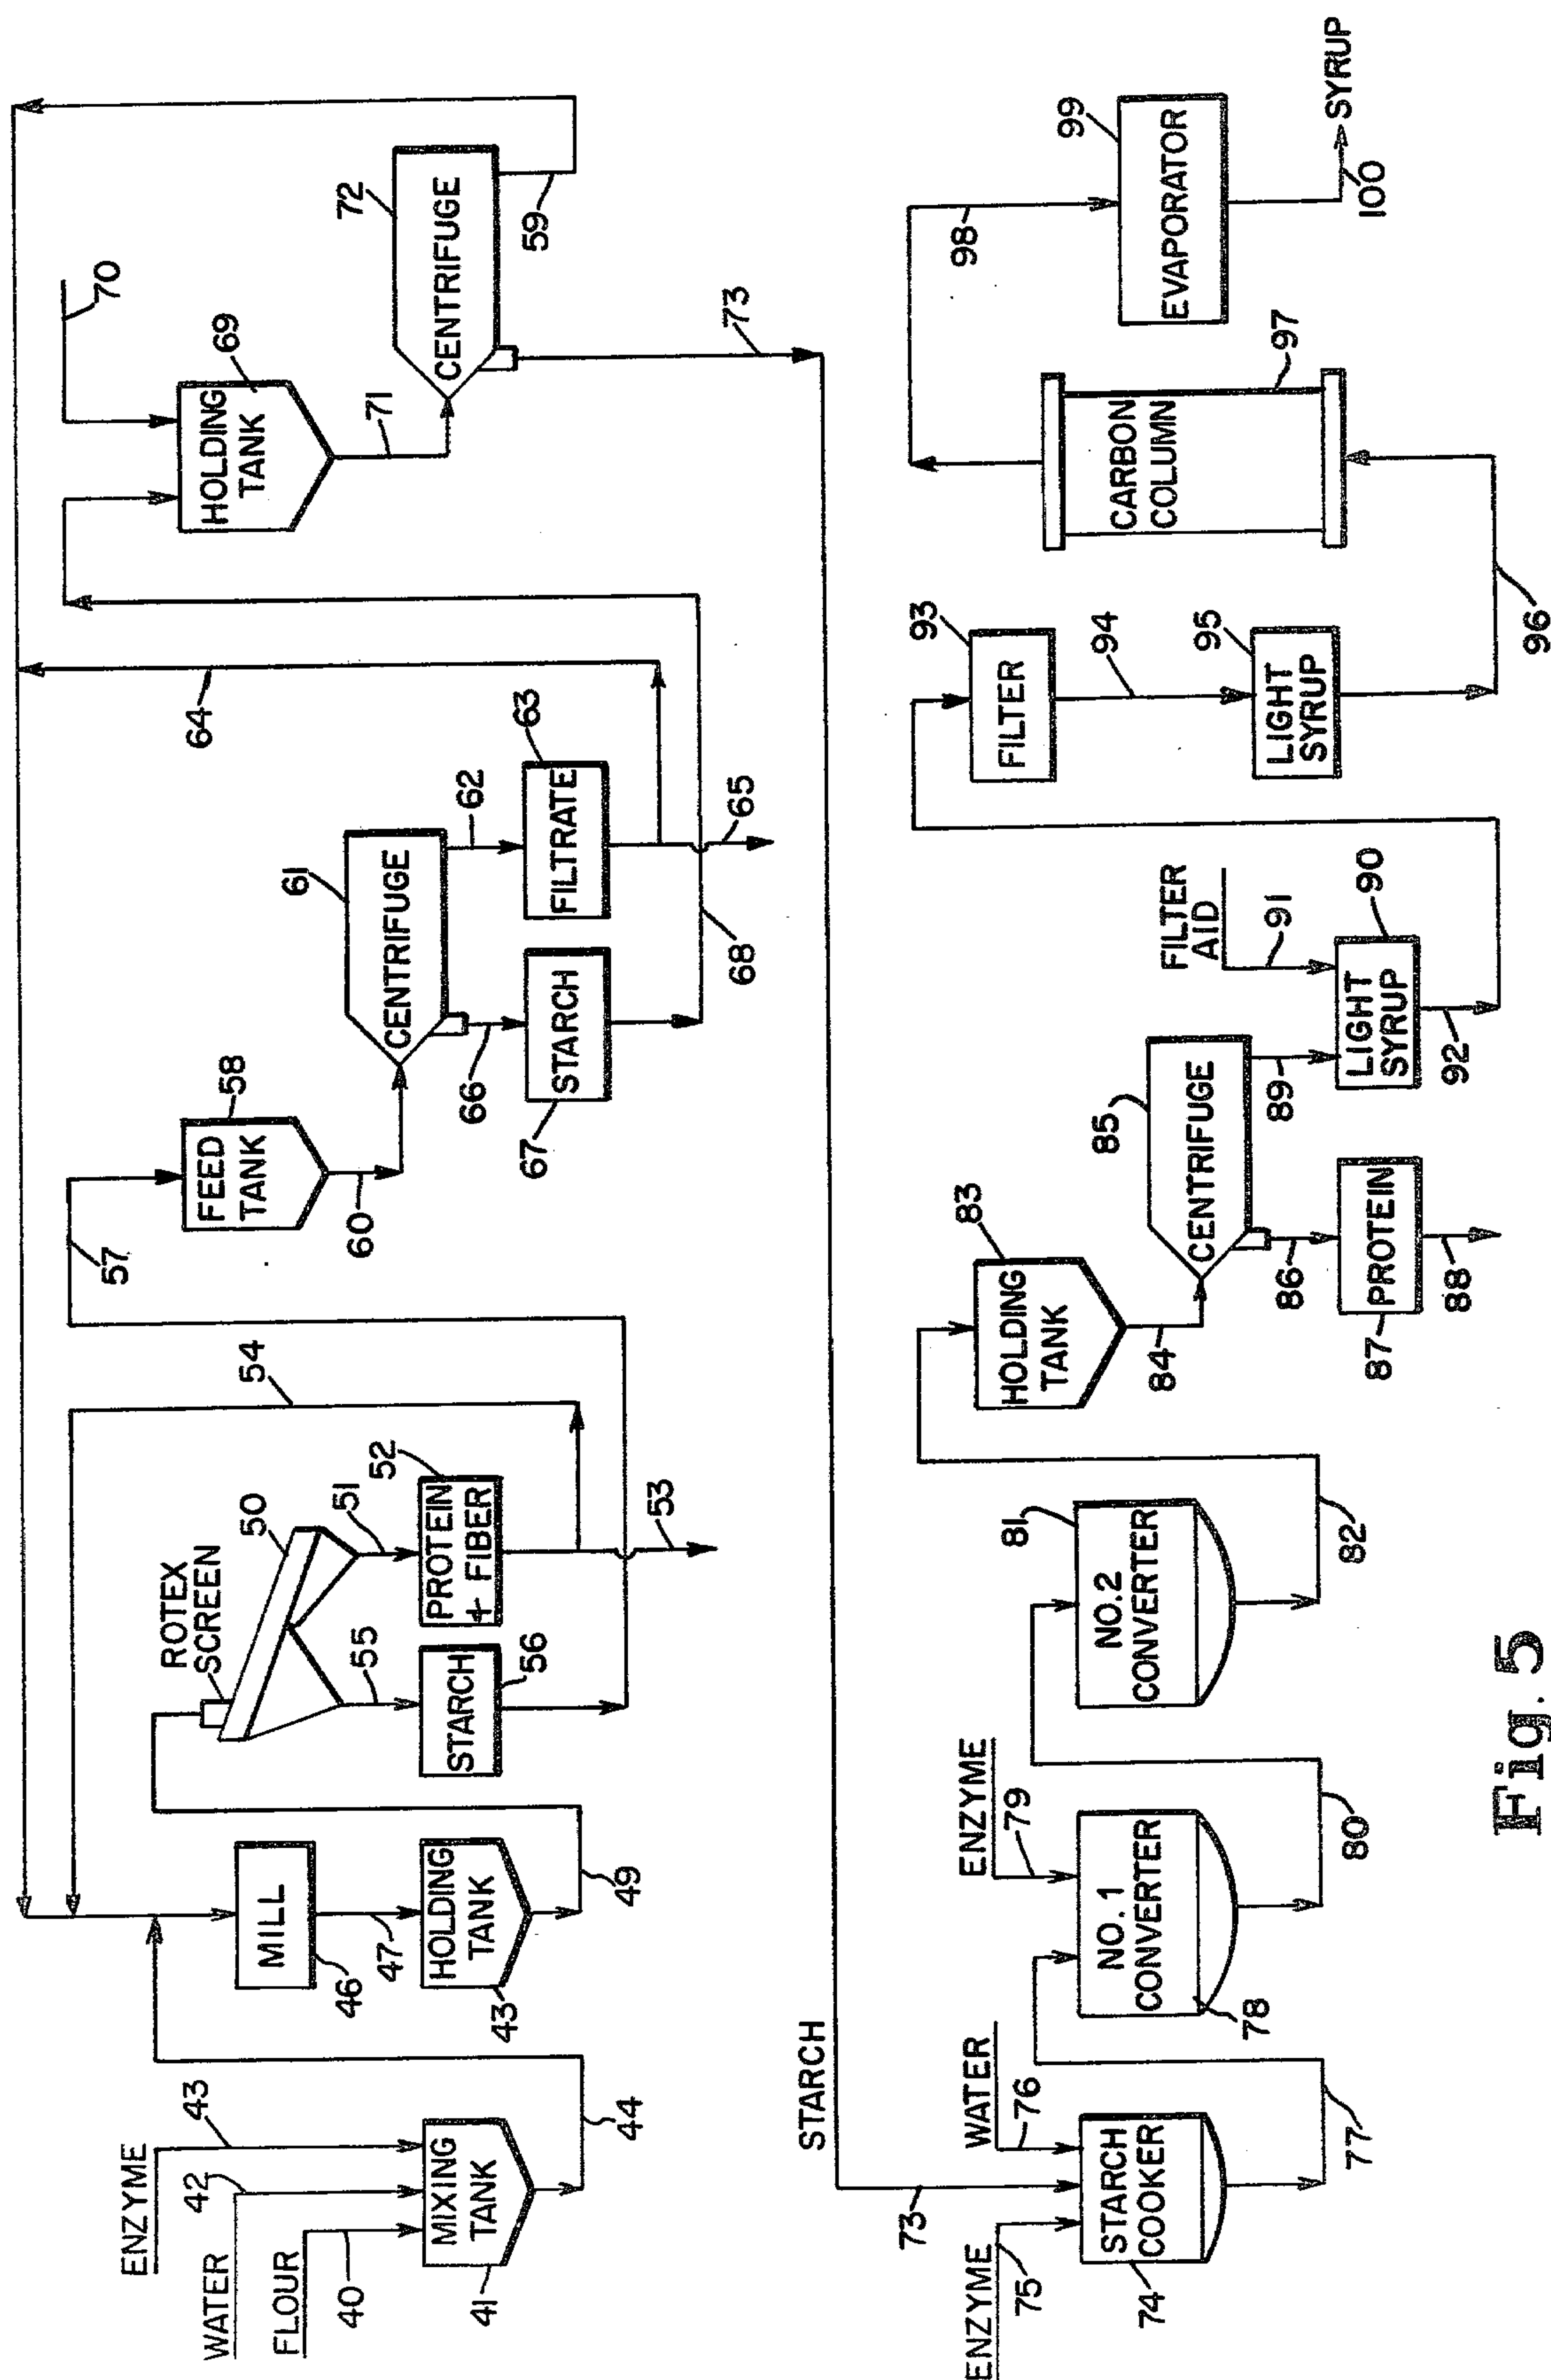 ENZYME
43
WATER
42
FLOUR
40
MIXING
TANK
41
44
MILL
46
47
HOLDING
TANK
43
49
ROTEX
SCREEN
50
51
55
PROTEIN
+ FIBER
52
STARCH
56
53
54
57
FEED
TANK
58
60
CENTRIFUGE
61
62
66
FILTRATE
63
STARCH
67
64
65
68
70
HOLDING
TANK
69
71
CENTRIFUGE
72
59
73
STARCH
73
ENZYME
75
WATER
76
STARCH
COOKER
74
77
ENZYME
79
NO. 1
CONVERTER
78
80
NO. 2
CONVERTER
81
82
HOLDING
TANK
83
84
CENTRIFUGE
85
86
89
PROTEIN
87
88
FILTER
AID
91
LIGHT
SYRUP
90
92
FILTER
93
94
LIGHT
SYRUP
95
96
CARBON
COLUMN
97
98
EVAPORATOR
99
SYRUP
100
Fig. 5